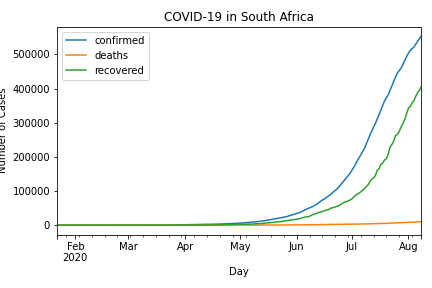 COVID-19 in South Africa
confirmed
deaths
recovered
500000
400000
300000
200000
100000
0
Number of Cases
Feb Mar Apr May Jun Jul Aug
2020
Day